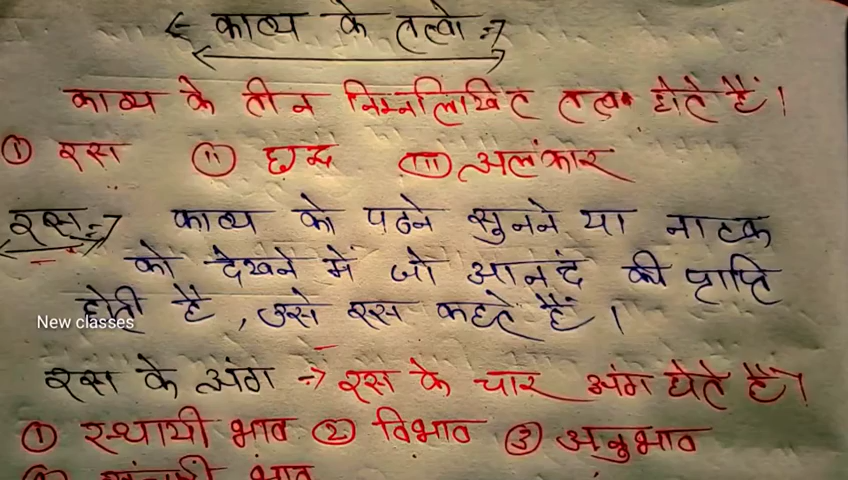 काव्य के तत्वो
काव्य के तीन निम्नलिखित तत्व होते हैं।
① रस ⑪ छन्द ⑪ अलंकार
रस => काव्य को पढने सुनने या नाटक
को देखने में जो आनंद की प्राप्ति
होती है, उसे रस कहते हैं।
New classes
रस के अंग -> रस के चार अंग होते हैं।
① स्थायी भाव ② विभाव ③ अनुभाव
भाव